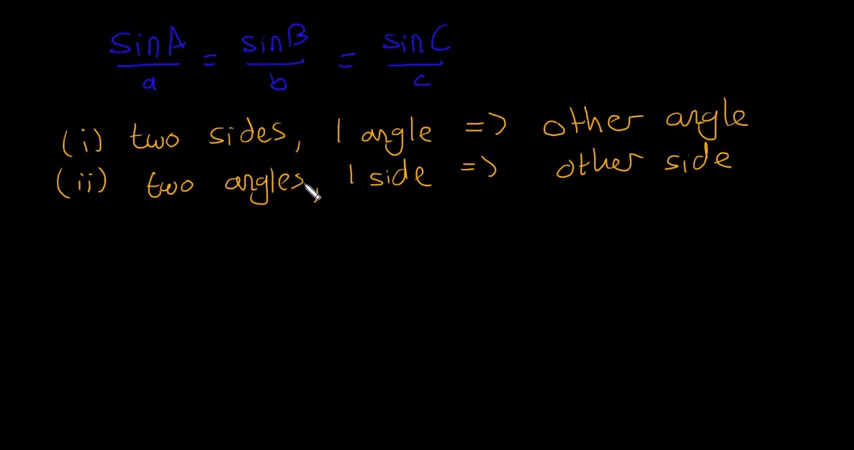 sinA/a = sinB/b = sinC/c
(i) two sides, 1 angle => other angle
(ii) two angles, 1 side => other side